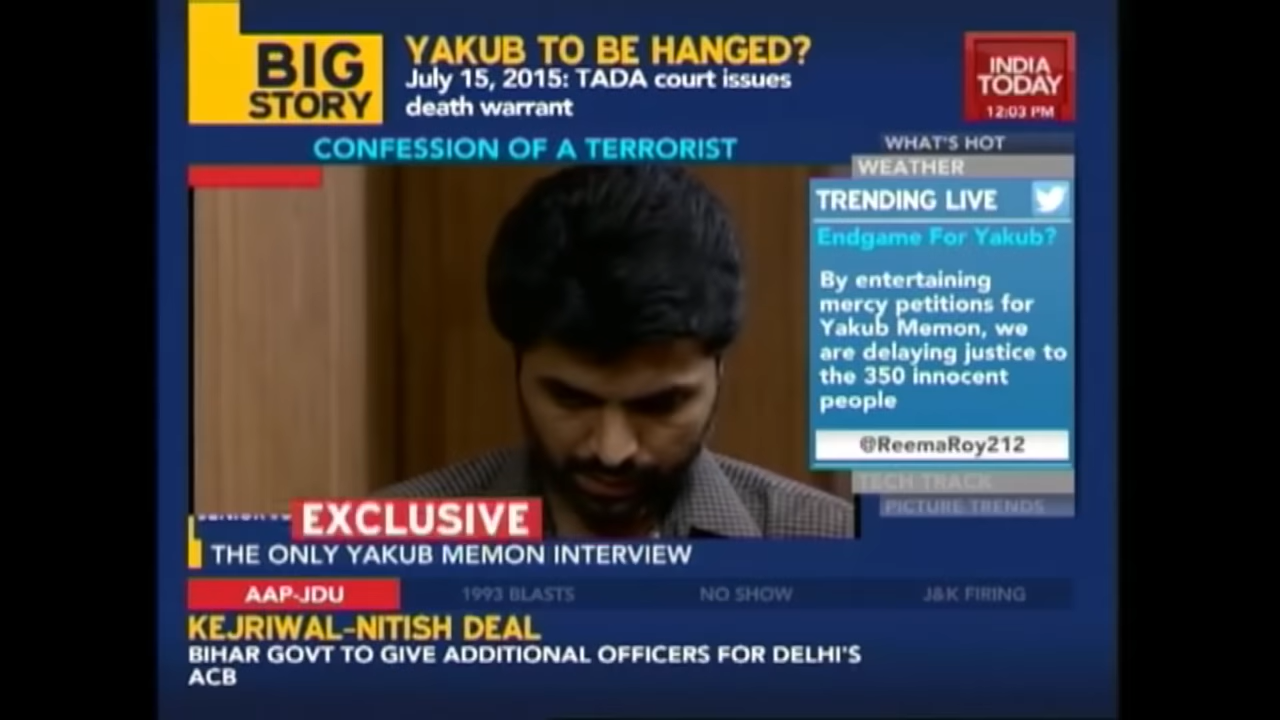 BIG
STORY
YAKUB TO BE HANGED?
July 15, 2015: TADA court issues
death warrant
INDIA
TODAY
12:03 PM
CONFESSION OF A TERRORIST
WHAT'S HOT
WEATHER
TRENDING LIVE
Endgame For Yakub?
By entertaining
mercy petitions for
Yakub Memon, we
are delaying justice to
the 350 innocent
people
@ReemaRoy212
TECH TRACK
PICTURE TRENDS
EXCLUSIVE
THE ONLY YAKUB MEMON INTERVIEW
AAP-JDU
1993 BLASTS
NO SHOW
J&K FIRING
KEJRIWAL-NITISH DEAL
BIHAR GOVT TO GIVE ADDITIONAL OFFICERS FOR DELHI'S
ACB